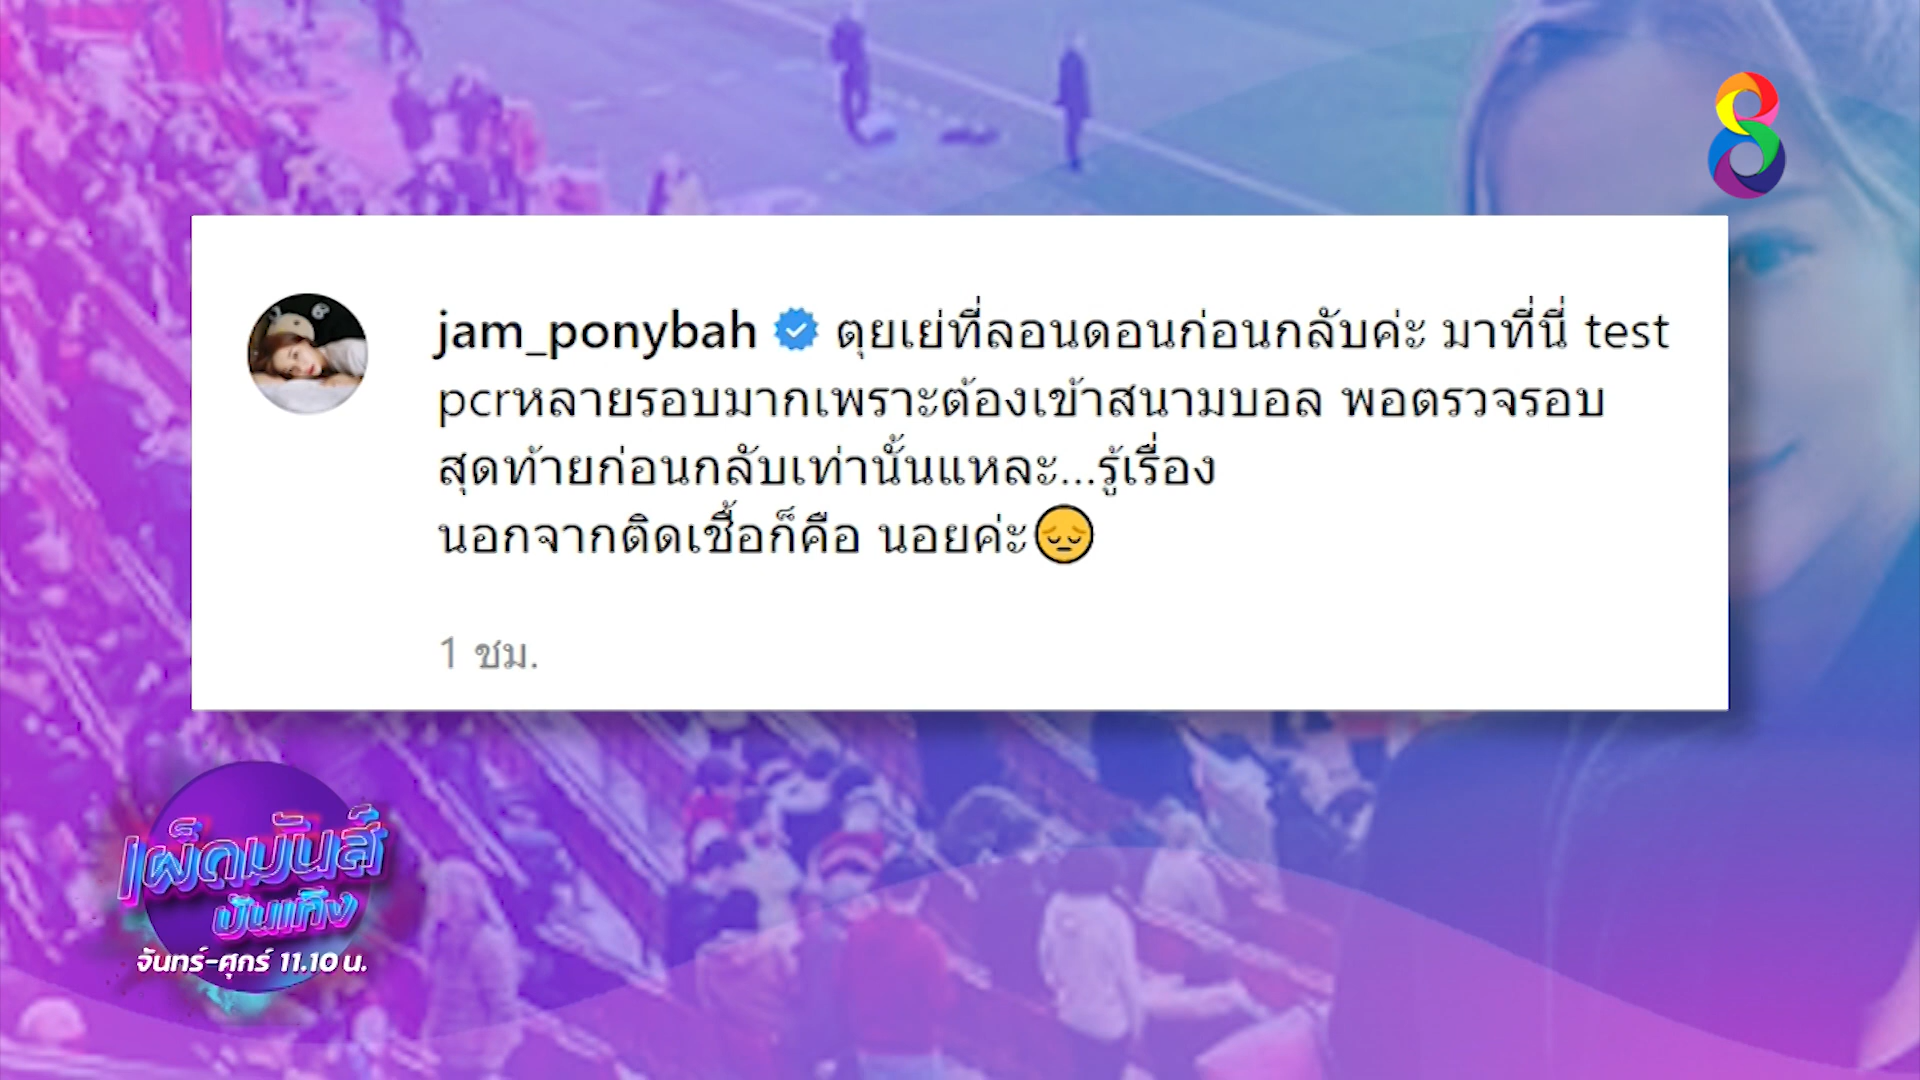 8
jam_ponybah ตุยเย่ที่ลอนดอนก่อนกลับค่ะ มาที่นี่ test
pcrหลายรอบมากเพราะต้องเข้าสนามบอล พอตรวจรอบ
สุดท้ายก่อนกลับเท่านั้นแหละ...รู้เรื่อง
นอกจากติดเชื้อก็คือ นอยค่ะ😔
1 ชม.
เผ็ดมันส์
บันเทิง
จันทร์-ศุกร์ 11.10 น.